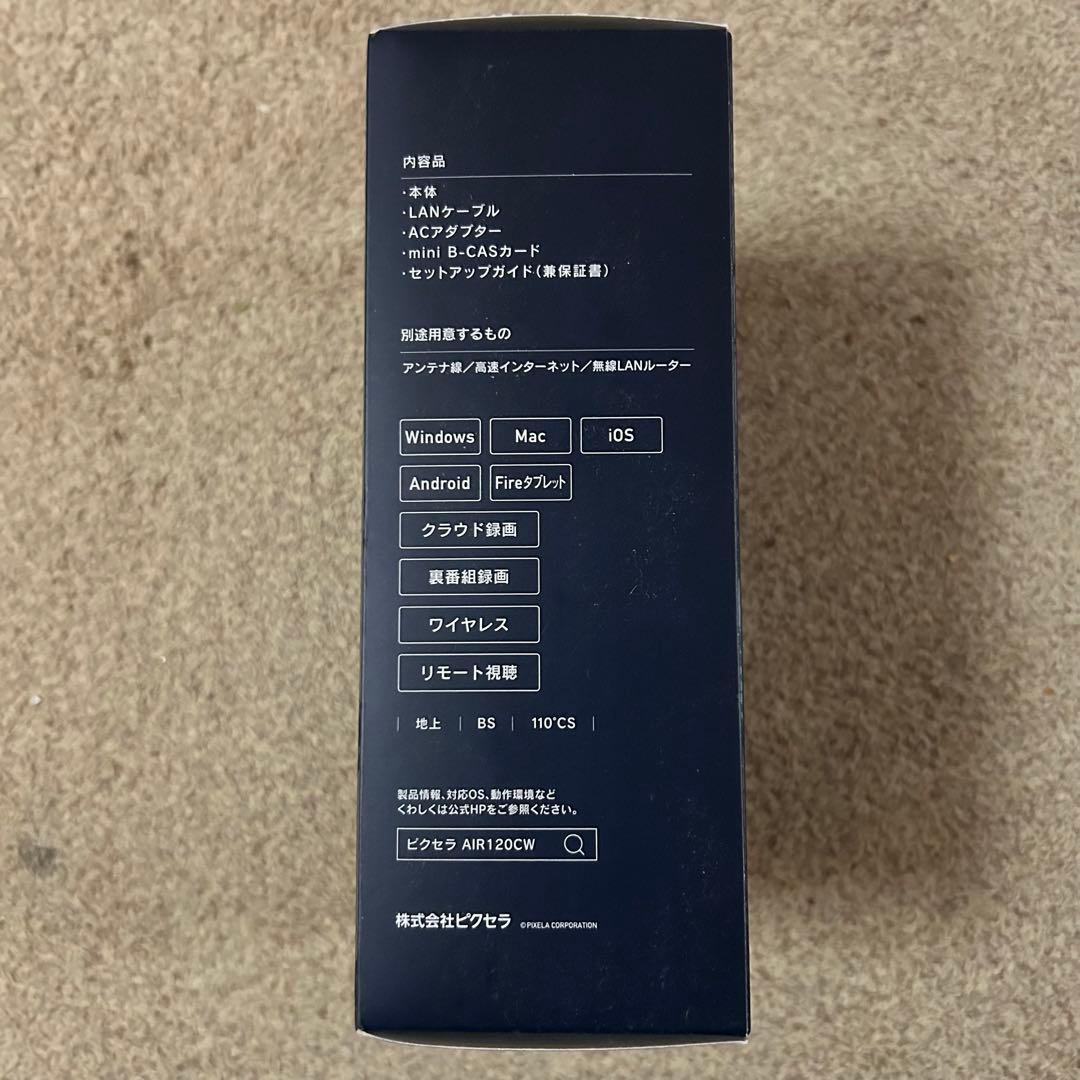 内容品
・本体
・LANケーブル
・ACアダプター
・mini B-CASカード
・セットアップガイド(兼保証書)
別途用意するもの
アンテナ線／高速インターネット／無線LANルーター
Windows Mac iOS
Android Fireタブレット
クラウド録画
裏番組録画
ワイヤレス
リモート視聴
| 地上 | BS | 110°CS |
製品情報、対応OS、動作環境など
くわしくは公式HPをご参照ください。
ピクセラ AIR120CW
株式会社ピクセラ ©PIXELA CORPORATION